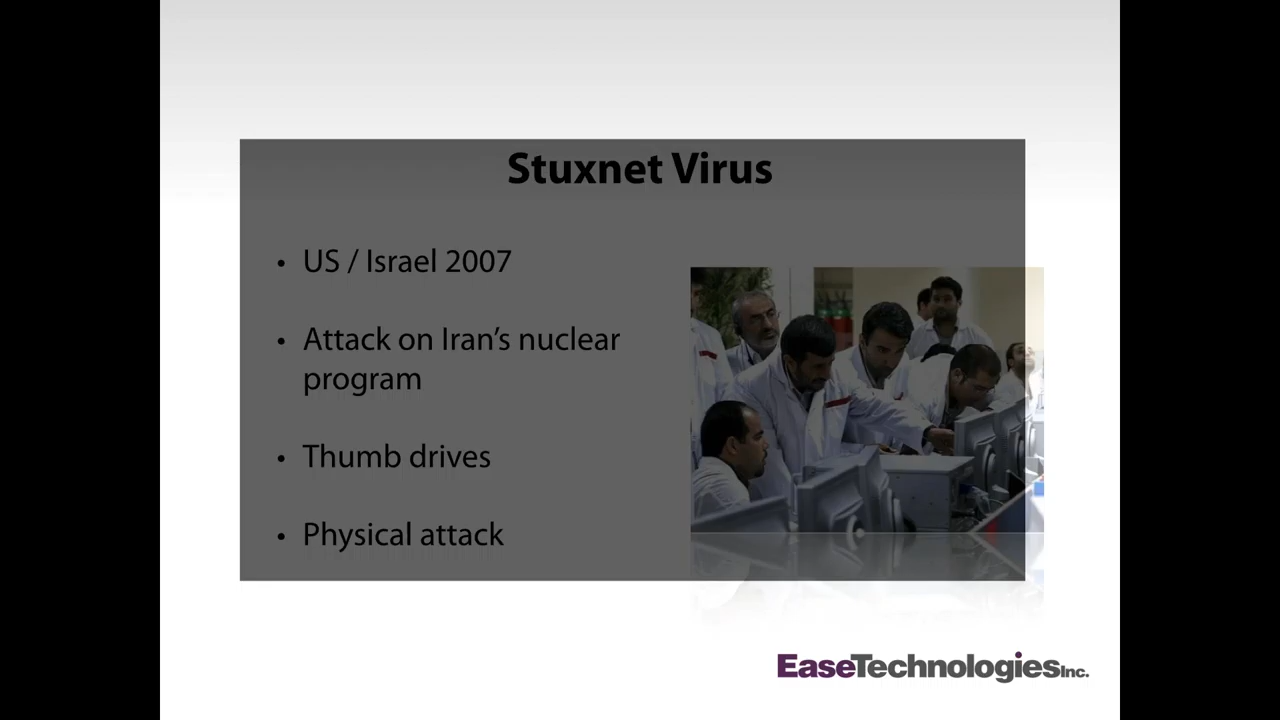 Stuxnet Virus
• US / Israel 2007
• Attack on Iran’s nuclear
program
• Thumb drives
• Physical attack
EaseTechnologiesInc.